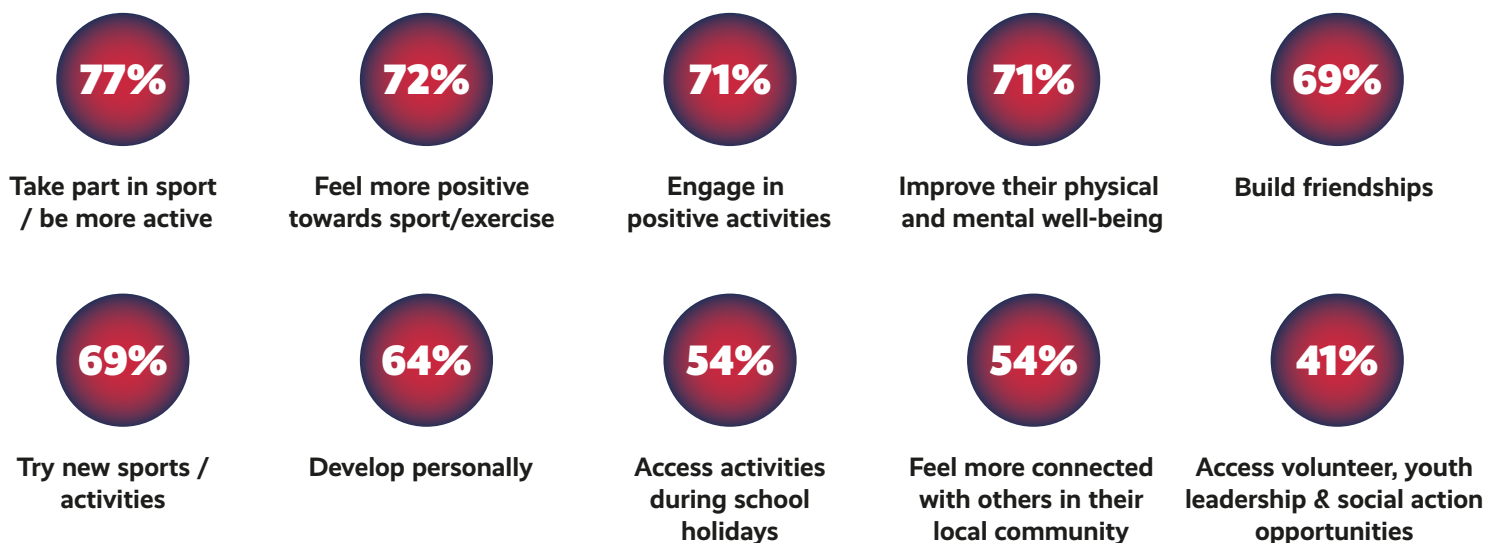 77%
Take part in sport
/ be more active
72%
Feel more positive
towards sport/exercise
71%
Engage in
positive activities
71%
Improve their physical
and mental well-being
69%
Build friendships
69%
Try new sports /
activities
64%
Develop personally
54%
Access activities
during school
holidays
54%
Feel more connected
with others in their
local community
41%
Access volunteer, youth
leadership & social action
opportunities